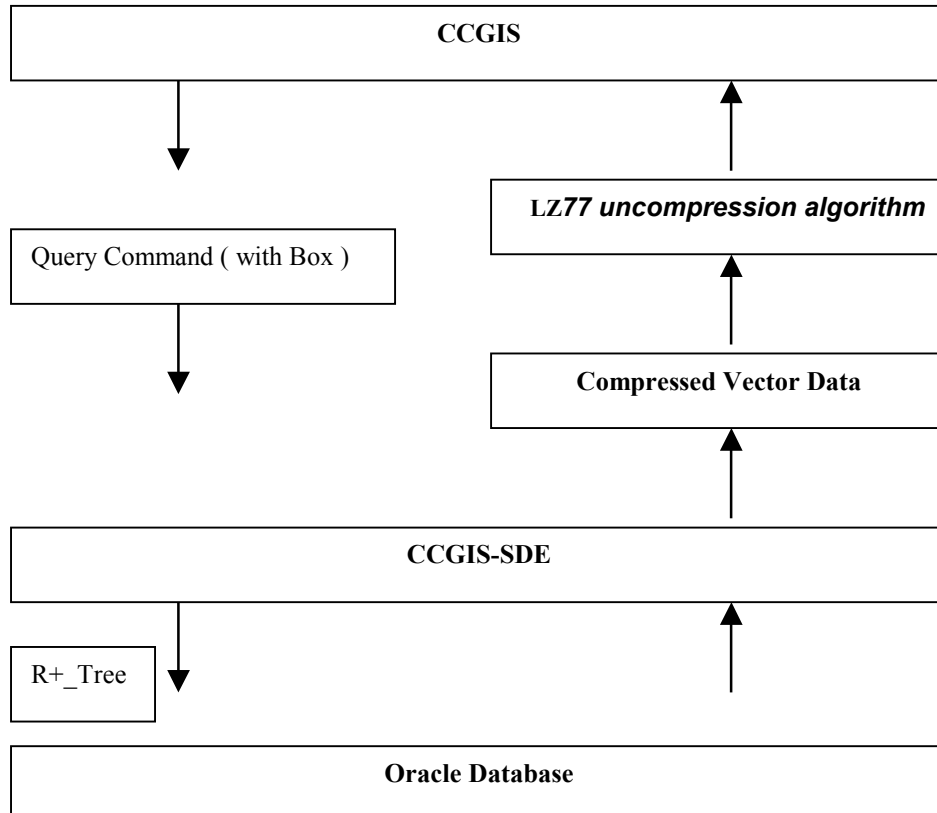 CCGIS
LZ77 uncompression algorithm
Query Command ( with Box )
Compressed Vector Data
CCGIS-SDE
R+_Tree
Oracle Database